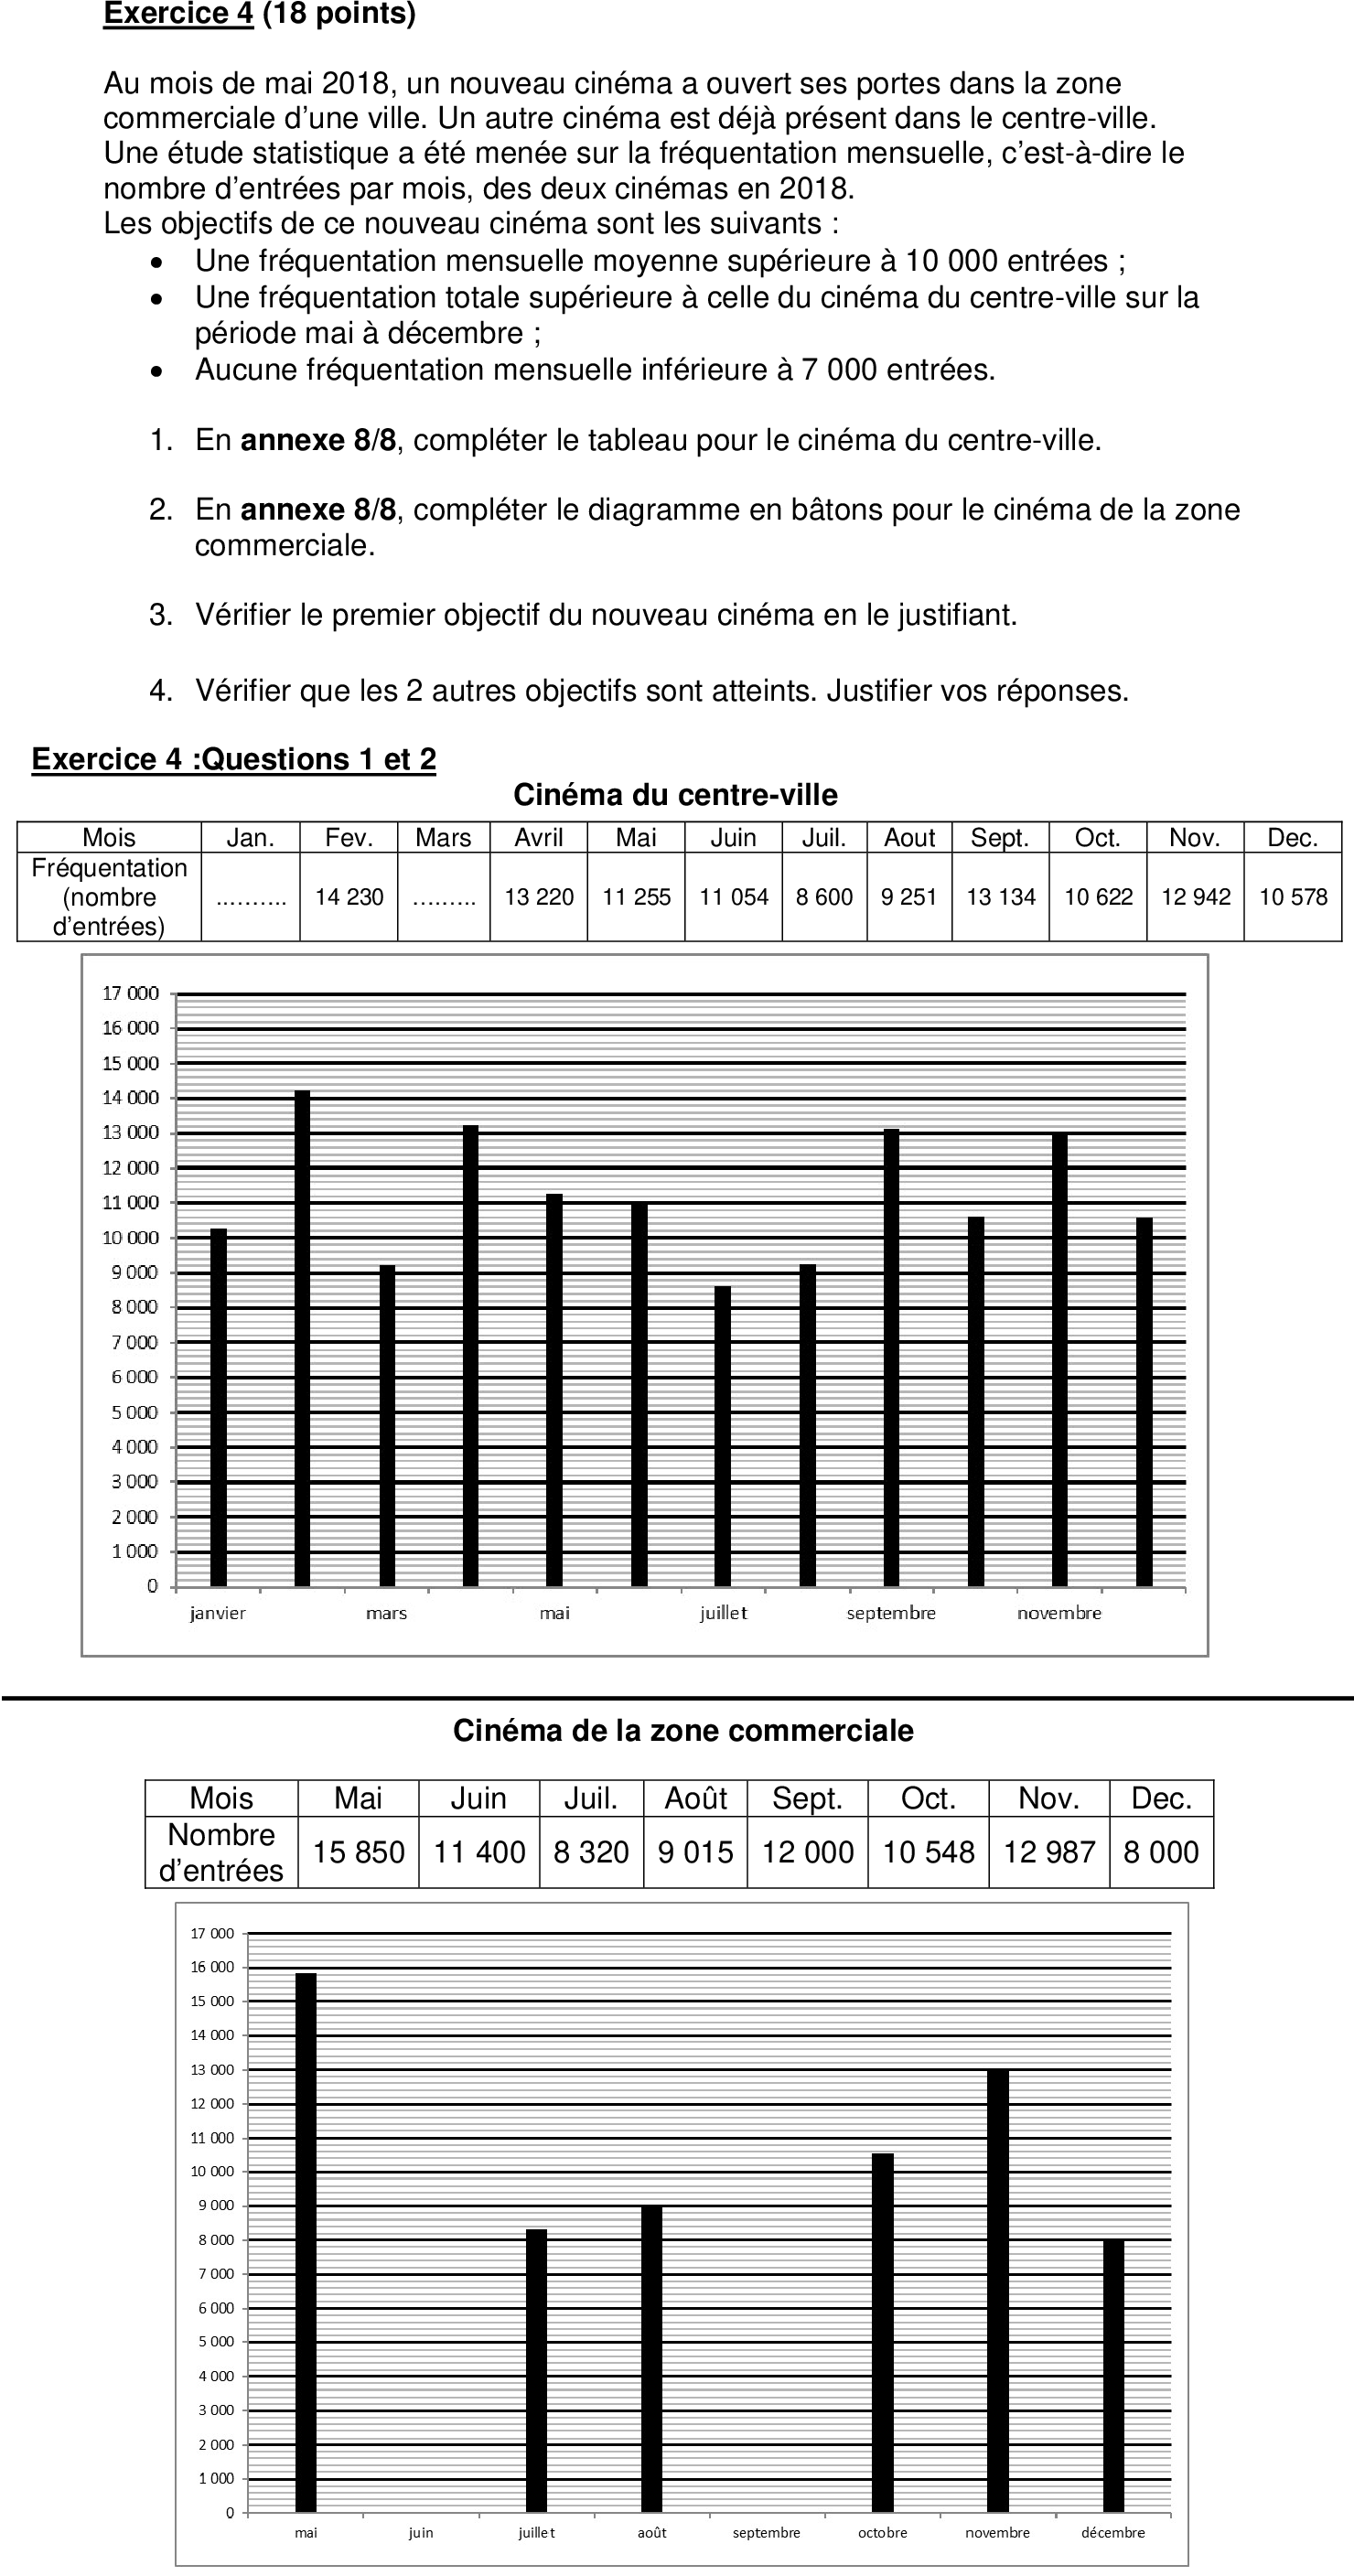 Exercice 4 (18 points)
Au mois de mai 2018, un nouveau cinéma a ouvert ses portes dans la zone
commerciale d’une ville. Un autre cinéma est déjà présent dans le centre-ville.
Une étude statistique a été menée sur la fréquentation mensuelle, c’est-à-dire le
nombre d’entrées par mois, des deux cinémas en 2018.
Les objectifs de ce nouveau cinéma sont les suivants :
• Une fréquentation mensuelle moyenne supérieure à 10 000 entrées ;
• Une fréquentation totale supérieure à celle du cinéma du centre-ville sur la
période mai à décembre ;
• Aucune fréquentation mensuelle inférieure à 7 000 entrées.
1. En annexe 8/8, compléter le tableau pour le cinéma du centre-ville.
2. En annexe 8/8, compléter le diagramme en bâtons pour le cinéma de la zone
commerciale.
3. Vérifier le premier objectif du nouveau cinéma en le justifiant.
4. Vérifier que les 2 autres objectifs sont atteints. Justifier vos réponses.
Exercice 4 :Questions 1 et 2
Cinéma du centre-ville
Mois Jan. Fev. Mars Avril Mai Juin Juil. Aout Sept. Oct. Nov. Dec.
Fréquentation
(nombre ………. 14 230 …...…. 13 220 11 255 11 054 8 600 9 251 13 134 10 622 12 942 10 578
d’entrées)
17 000
16 000
15 000
14 000
13 000
12 000
11 000
10 000
9 000
8 000
7 000
6 000
5 000
4 000
3 000
2 000
1 000
0
janvier mars mai juillet septembre novembre
Cinéma de la zone commerciale
Mois Mai Juin Juil. Août Sept. Oct. Nov. Dec.
Nombre
d’entrées 15 850 11 400 8 320 9 015 12 000 10 548 12 987 8 000
17 000
16 000
15 000
14 000
13 000
12 000
11 000
10 000
9 000
8 000
7 000
6 000
5 000
4 000
3 000
2 000
1 000
0
mai juin juillet août septembre octobre novembre décembre